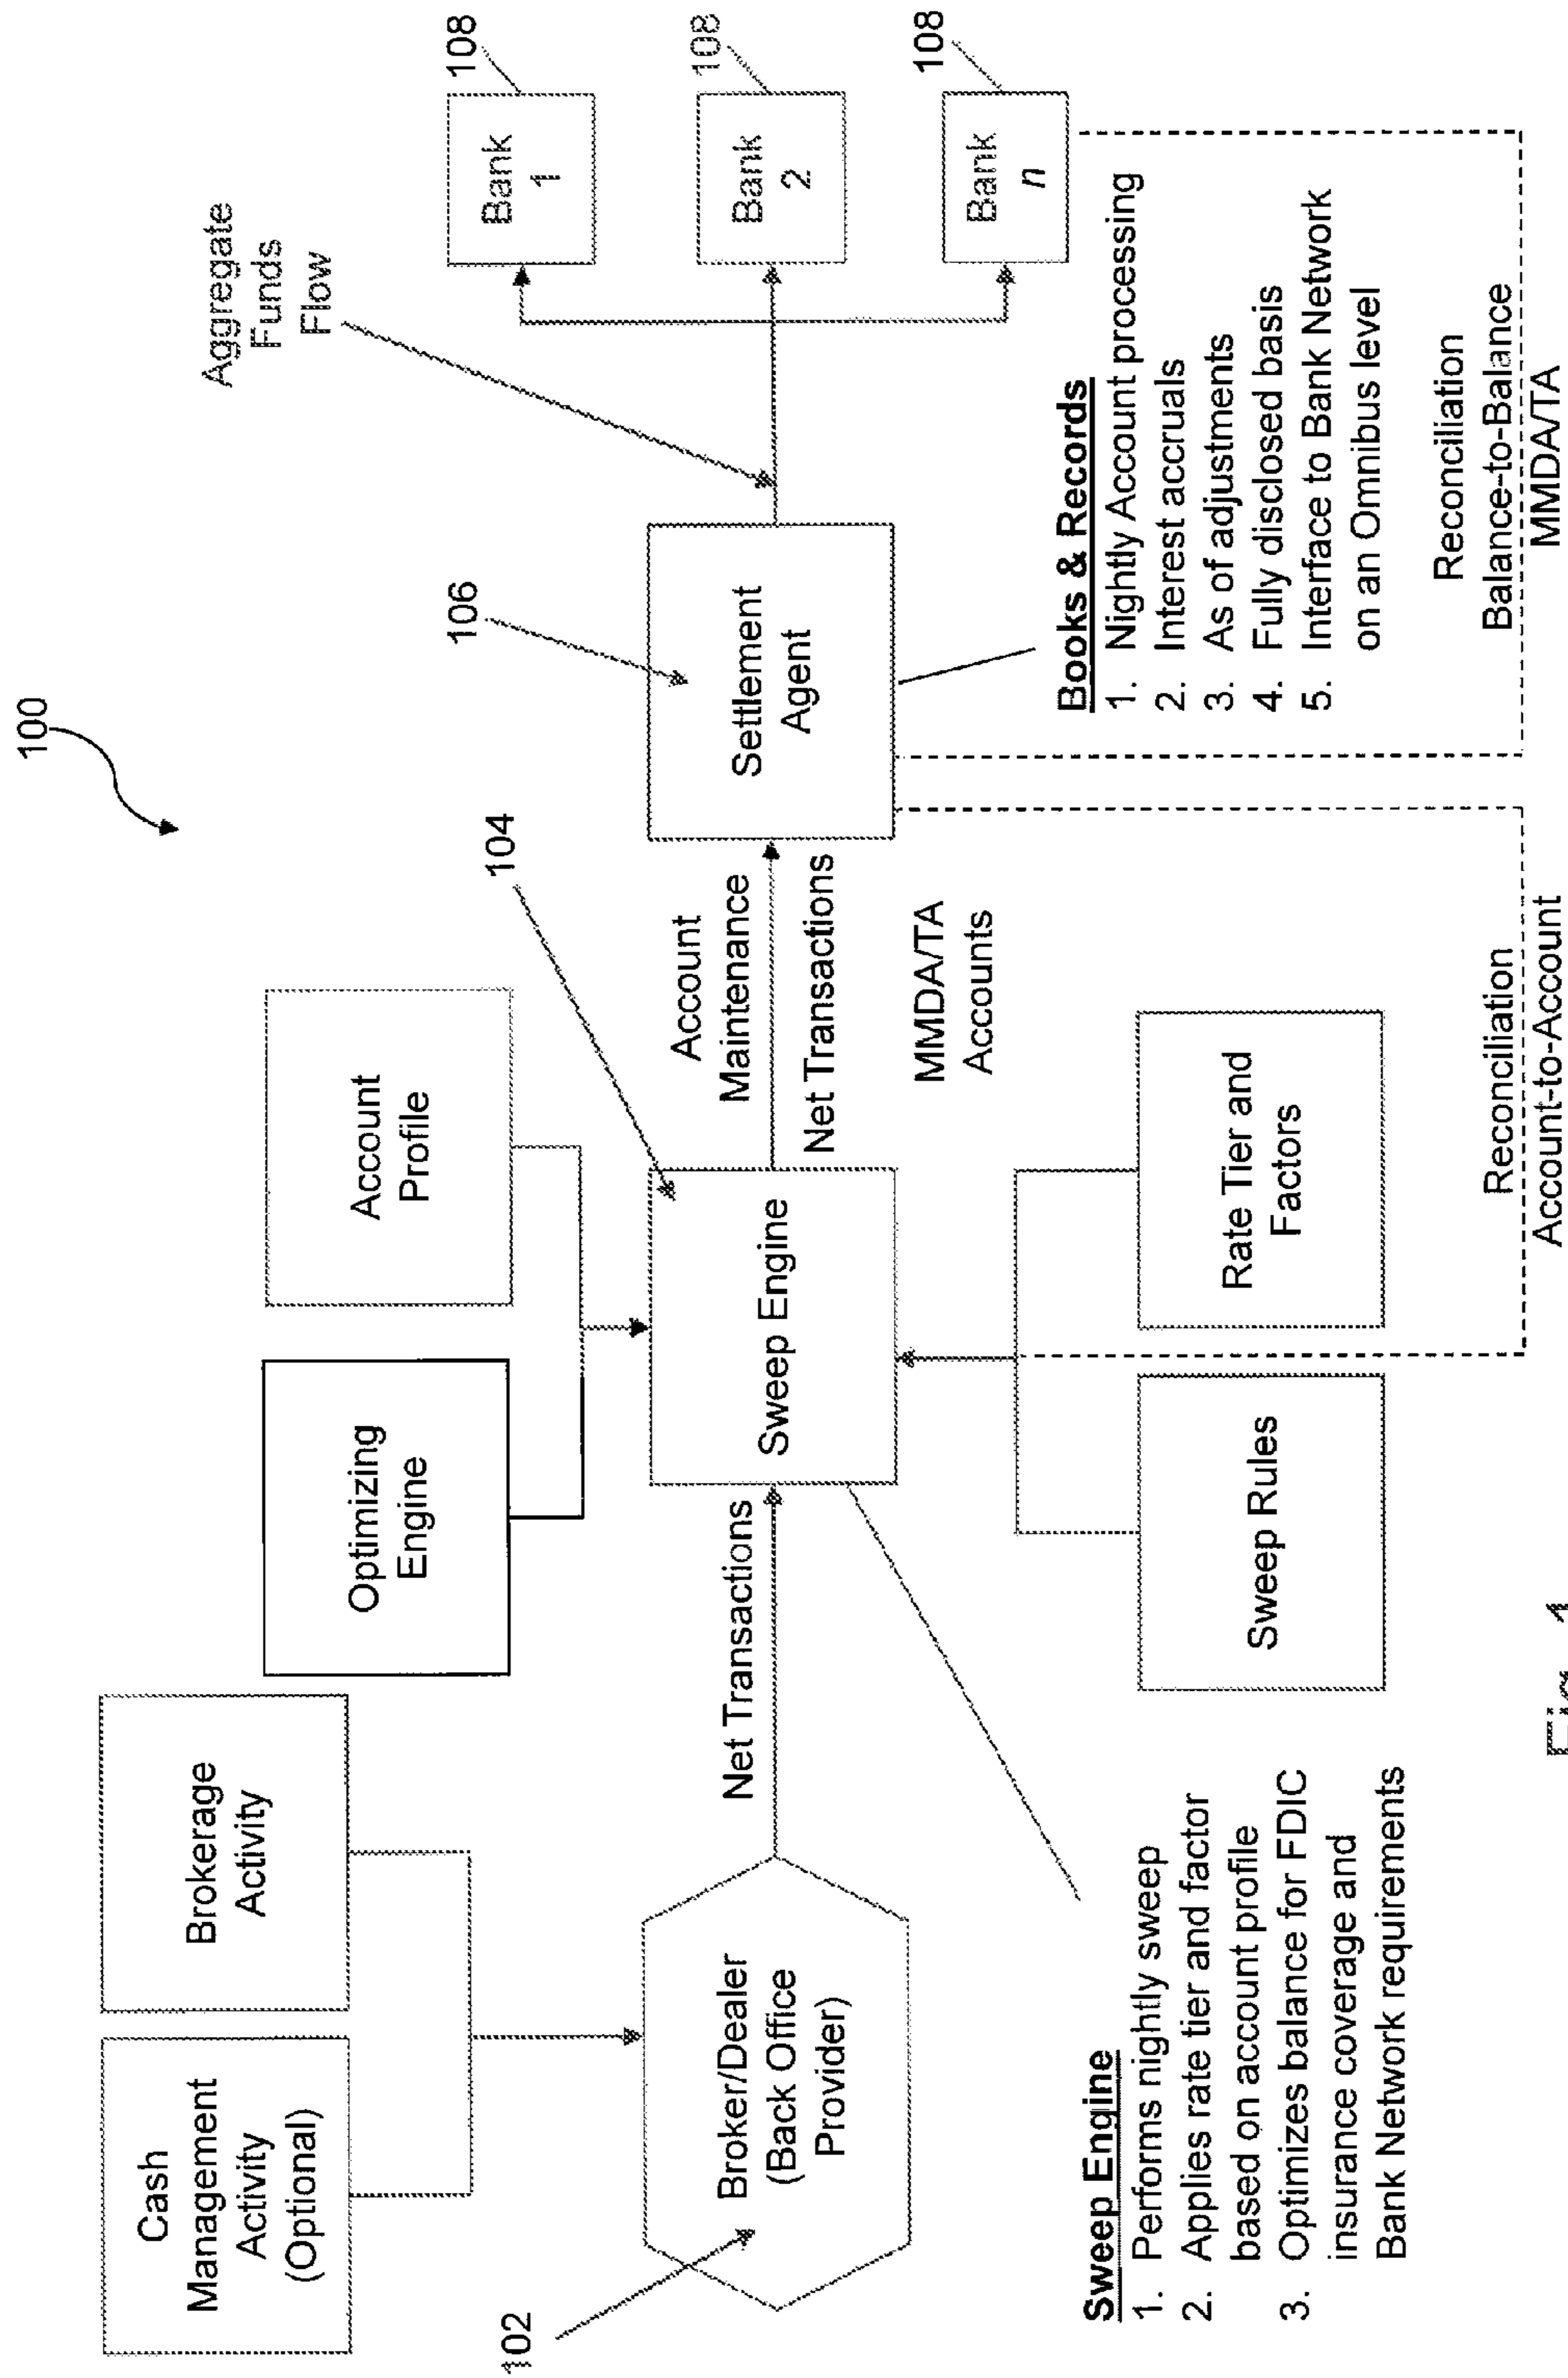 100
Cash
Management
Activity
(Optional)
Brokerage
Activity
Optimizing
Engine
Account
Profile
Aggregate
Funds
Flow
102
Broker/Dealer
(Back Office
Provider)
Net Transactions
104
Sweep Engine
Account
Maintenance
Net Transactions
MMDA/TA
Accounts
106
Settlement
Agent
Bank
1
108
Bank
2
108
Bank
n
108
Sweep Engine
1. Performs nightly sweep
2. Applies rate tier and factor
based on account profile
3. Optimizes balance for FDIC
insurance coverage and
Bank Network requirements
Sweep Rules
Rate Tier and
Factors
Books & Records
1. Nightly Account processing
2. Interest accruals
3. As of adjustments
4. Fully disclosed basis
5. Interface to Bank Network
on an Omnibus level
Reconciliation
Account-to-Account
Reconciliation
Balance-to-Balance
MMDA/TA
Fig. 1